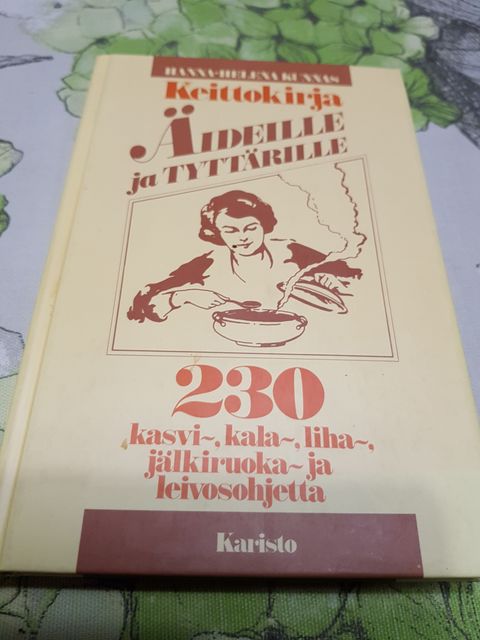 HANNA-HELENA KUNNAS
Keittokirja
ÄIDEILLE
ja TYTTÄRILLE
230
kasvi~, kala~, liha~,
jälkiruoka~ ja
leivosohjetta
Karisto